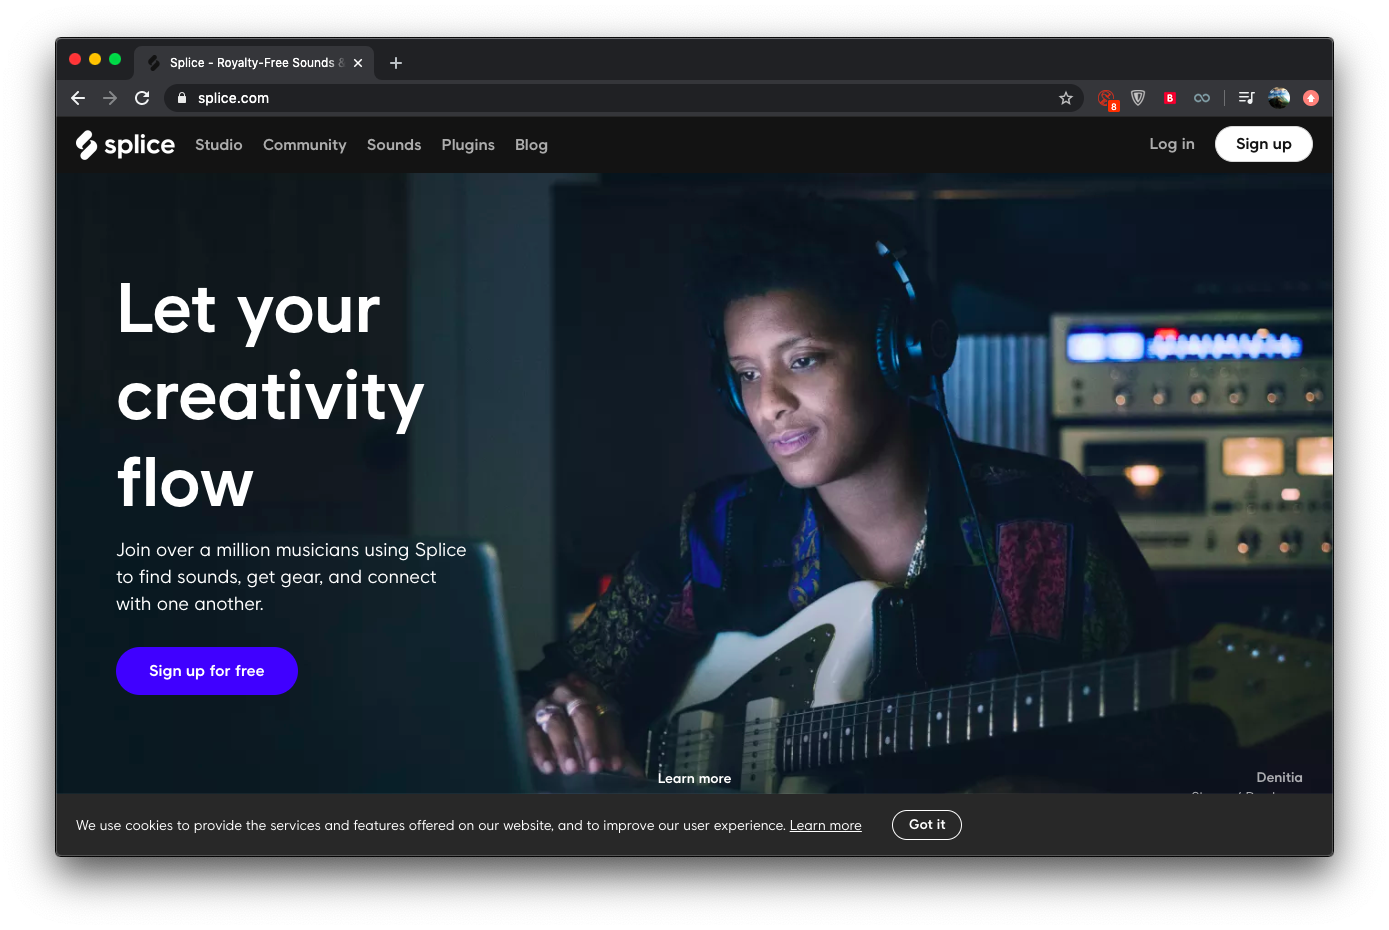 Splice - Royalty-Free Sounds &
splice.com
8
B
splice
Studio
Community
Sounds
Plugins
Blog
Log in
Sign up
Let your
creativity
flow
Join over a million musicians using Splice
to find sounds, get gear, and connect
with one another.
Sign up for free
Learn more
Denitia
We use cookies to provide the services and features offered on our website, and to improve our user experience. Learn more
Got it